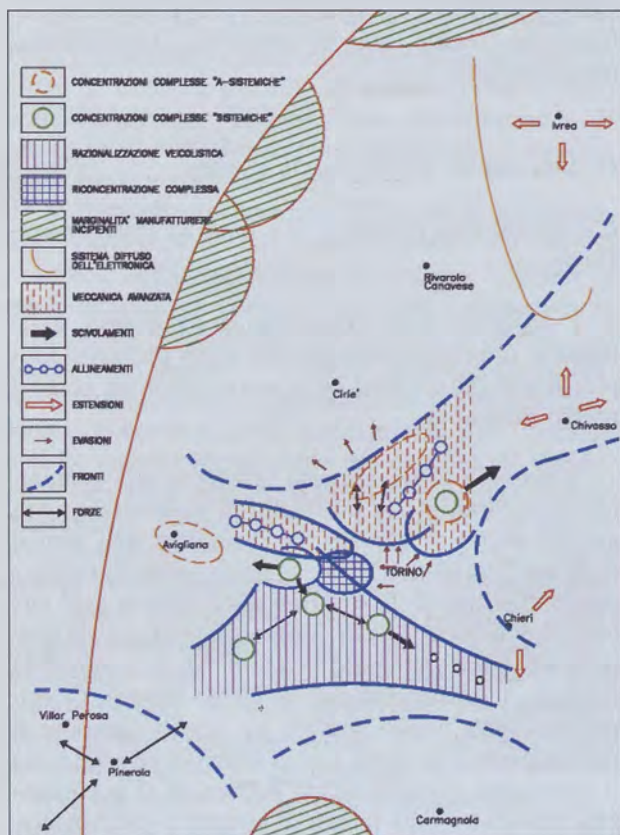 CONCENTRAZIONI COMPLESSE "A-SISTEMICHE"
CONCENTRAZIONI COMPLESSE "SISTEMICHE"
RAZIONALIZZAZIONE VEICOLISTICA
RICONCENTRAZIONE COMPLESSA
MARGINALITA' MANUFATTURIERE
INCIPIENTI
SISTEMA DIFFUSO
DELL'ELETTRONICA
MECCANICA AVANZATA
SCIVOLAMENTI
ALLINEAMENTI
ESTENSIONI
EVASIONI
FRONTI
FORZE
Ivrea
Rivarolo
Canavese
Cirie'
Chivasso
Avigliana
TORINO
Chieri
Villar Perosa
Pinerolo
Carmagnola